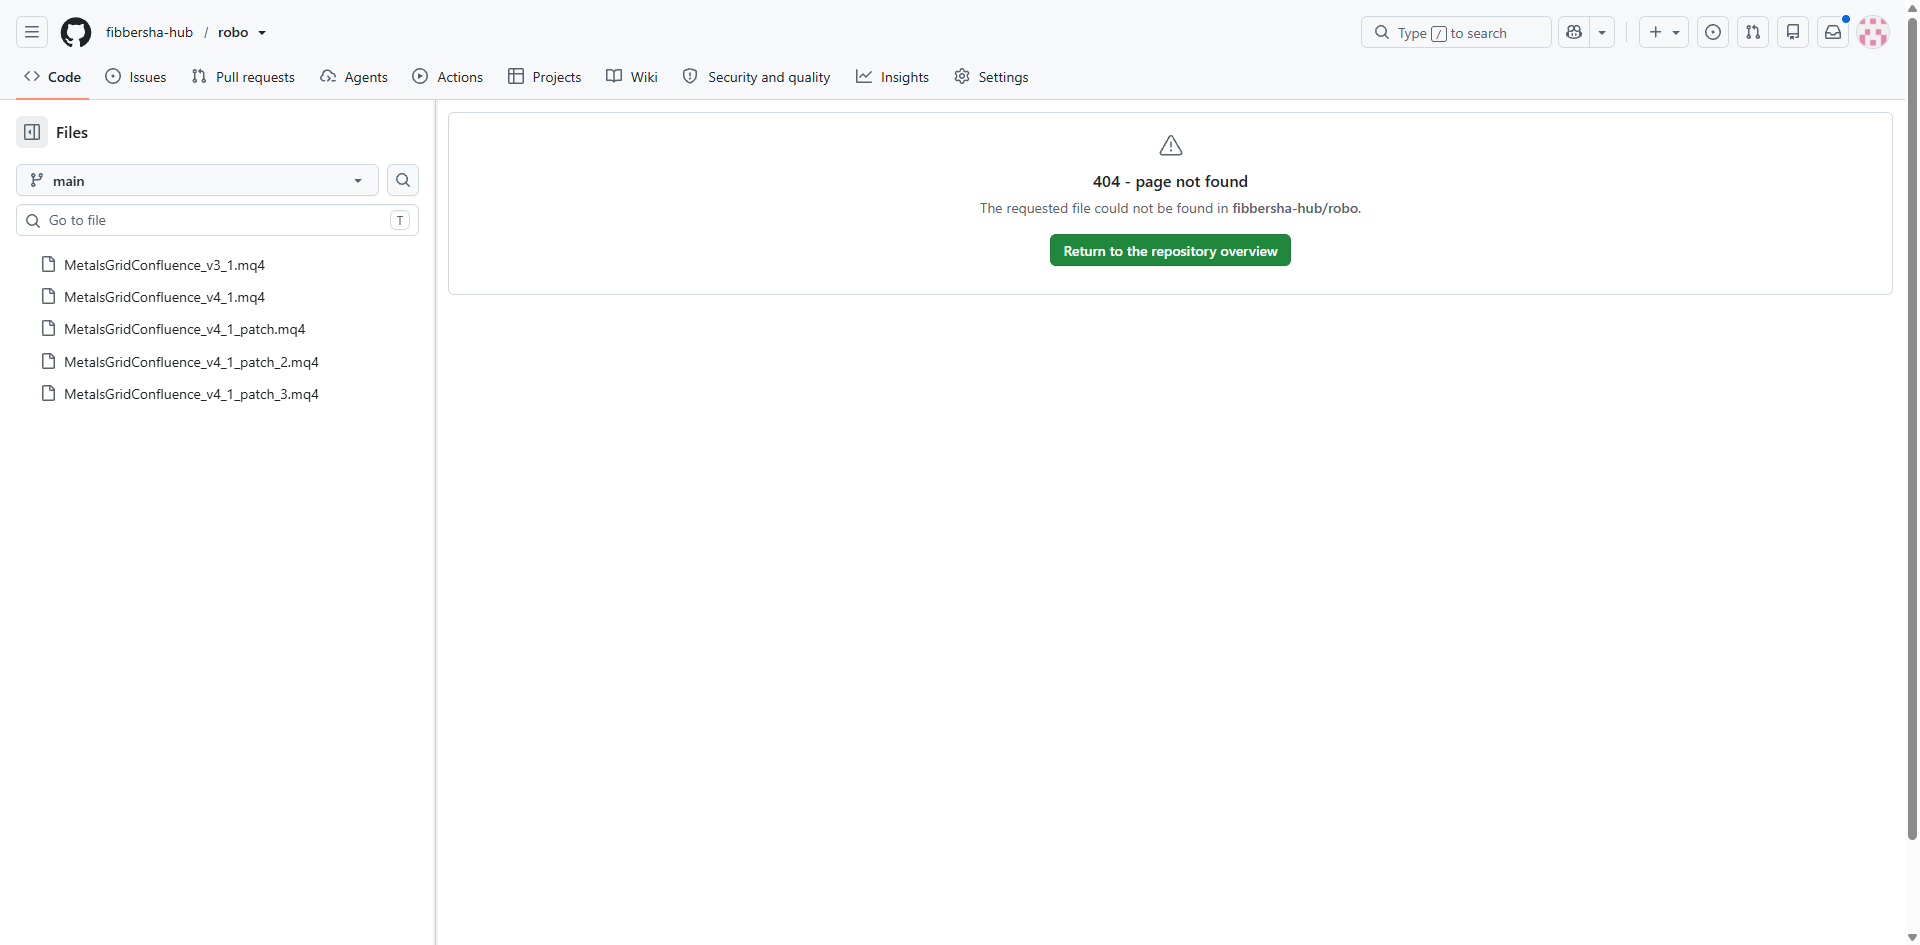 fibbersha-hub / robo
Type / to search
Code
Issues
Pull requests
Agents
Actions
Projects
Wiki
Security and quality
Insights
Settings
Files
main
Go to file
T
MetalsGridConfluence_v3_1.mq4
MetalsGridConfluence_v4_1.mq4
MetalsGridConfluence_v4_1_patch.mq4
MetalsGridConfluence_v4_1_patch_2.mq4
MetalsGridConfluence_v4_1_patch_3.mq4
404 - page not found
The requested file could not be found in fibbersha-hub/robo.
Return to the repository overview